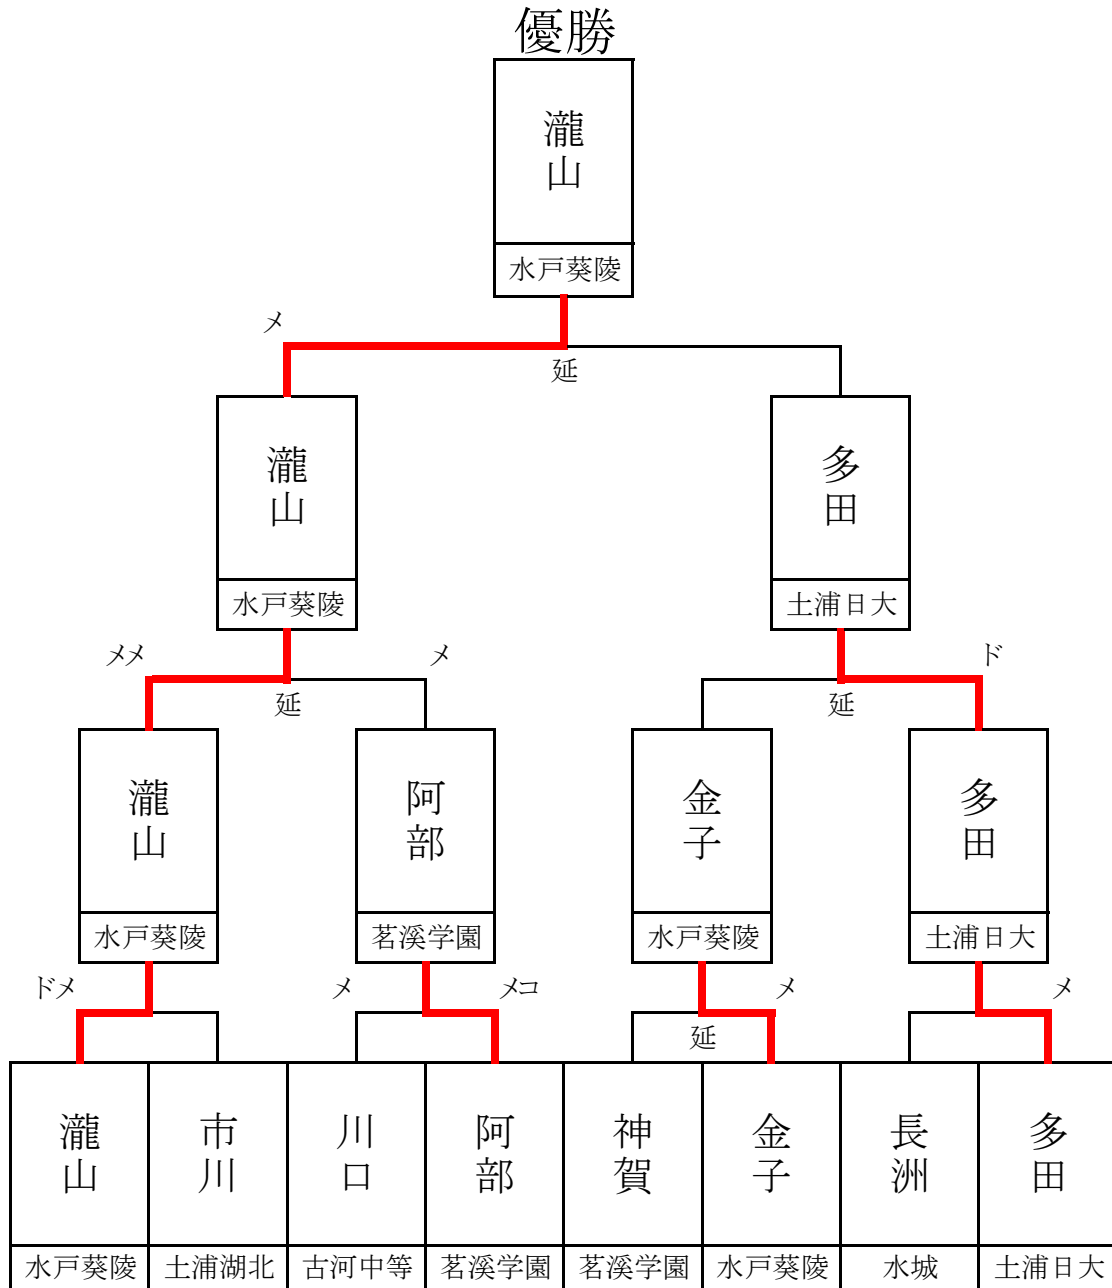 優勝
瀧山
水戸葵陵
メ
延
瀧山
多田
水戸葵陵
土浦日大
メメ
メ
ド
延
延
瀧山
阿部
金子
多田
水戸葵陵
茗溪学園
水戸葵陵
土浦日大
ドメ
メ
メコ
メ
メ
延
瀧山
市川
川口
阿部
神賀
金子
長洲
多田
水戸葵陵
土浦湖北
古河中等
茗溪学園
茗溪学園
水戸葵陵
水城
土浦日大